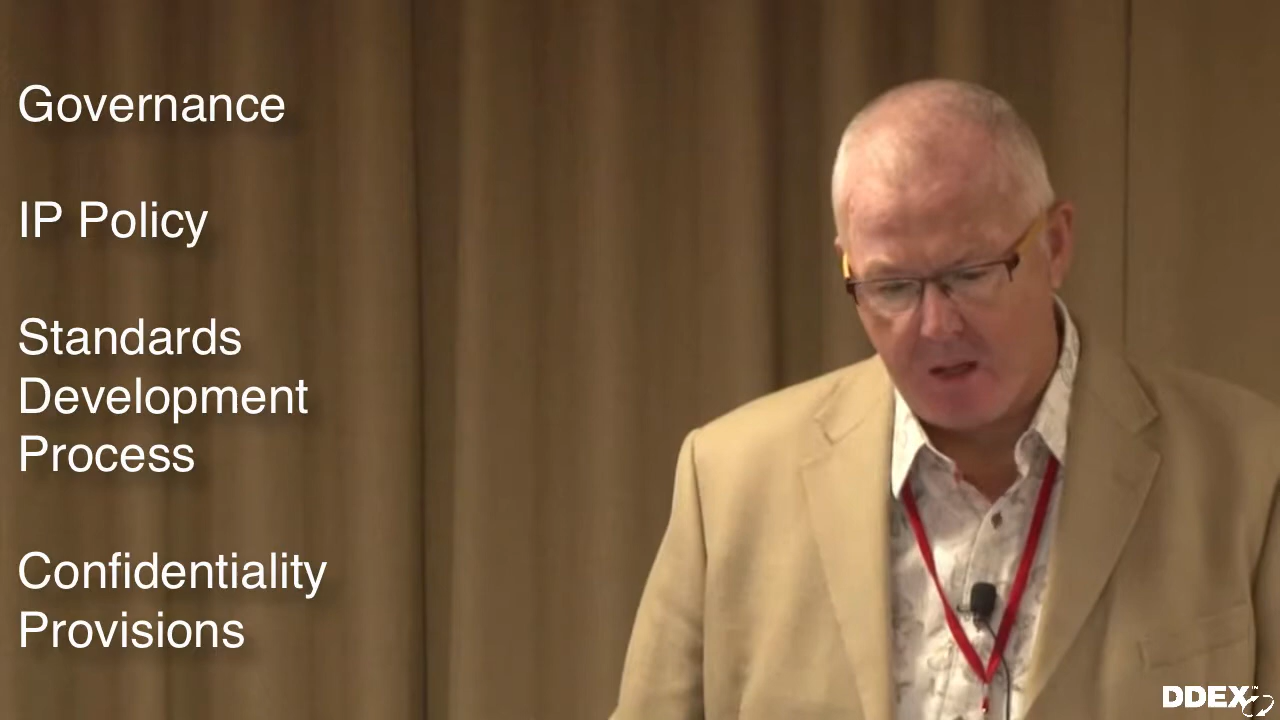 Governance
IP Policy
Standards
Development
Process
Confidentiality
Provisions
DDEX